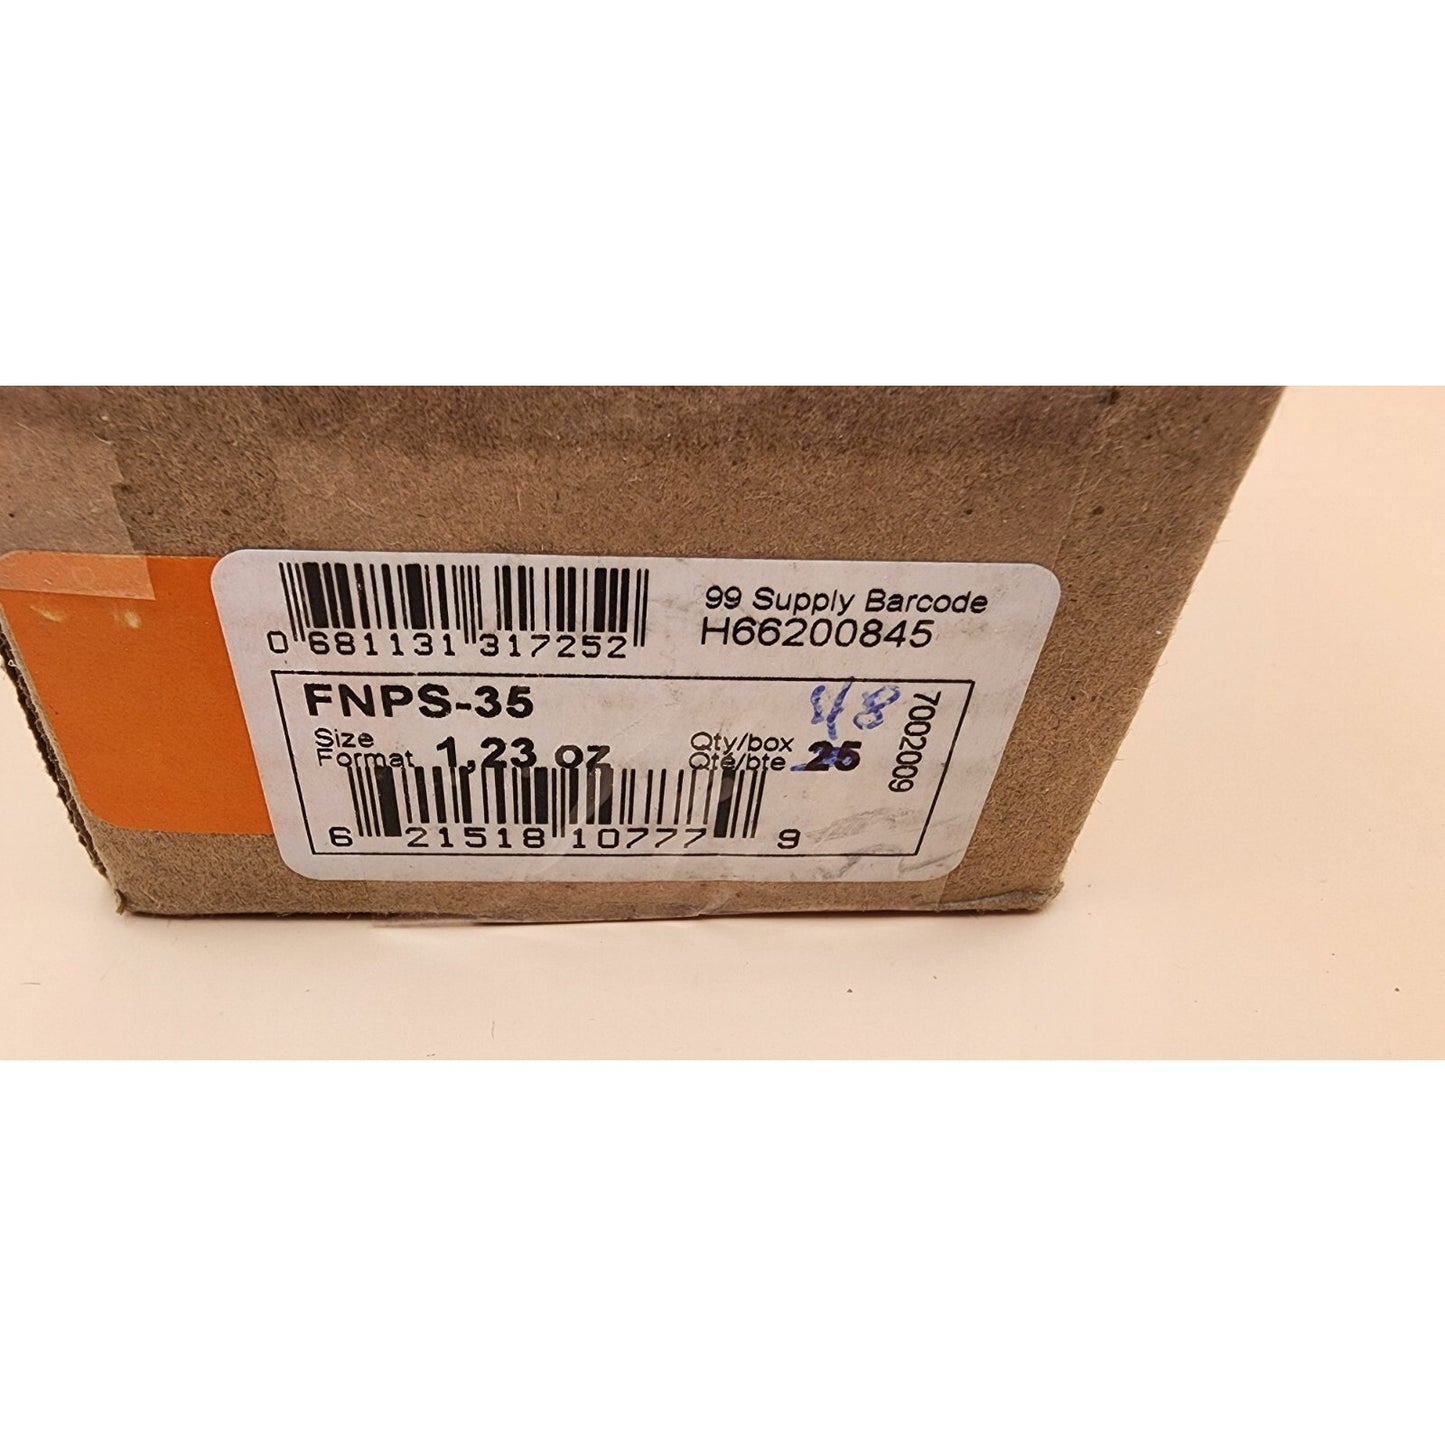 0 681131 317252
99 Supply Barcode
H66200845
FNPS-35
48
Size
Format 1,23 oz
Qty/box
Qté/bte 25
7002009
6 21518 10777 9